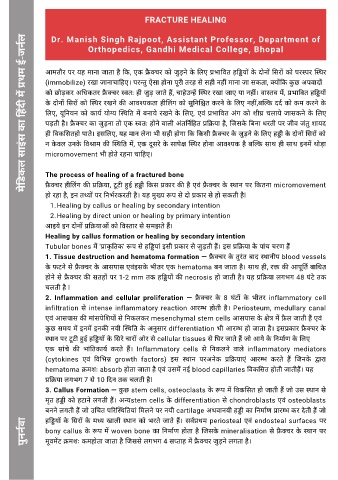 FRACTURE HEALING
Dr. Manish Singh Rajpoot, Assistant Professor, Department of
Orthopedics, Gandhi Medical College, Bhopal
मेडिकल साइंस का हिंदी में प्रथम ई-जर्नल
आमतौर पर यह माना जाता है कि, एक फ्रैक्चर को जुड़ने के लिए प्रभावित हड्डियों के दोनों सिरों को परस्पर स्थिर
(immobilize) रखा जानाचाहिए। परन्तु ऐसा होना पूरी तरह से सही नहीं माना जा सकता, क्योंकि कुछ अपवादों
को छोड़कर अधिकतर फ्रैक्चर स्वतः ही जुड़ जाते हैं, चाहेउन्हें स्थिर रखा जाए या नहीं। वास्तव में, प्रभावित हड्डियों
के दोनों सिरों को स्थिर रखने की आवश्यकता हीलिंग को सुनिश्चित करने के लिए नहीं,बल्कि दर्द को कम करने के
लिए, यूनियन को कार्य योग्य स्थिति में बनाये रखने के लिए, एवं प्रभावित अंग को शीघ्र चलाये जासकने के लिए
पड़ती है। फ्रैक्चर का जुड़ना तो एक स्वतः होने वाली अंतर्निहित प्रक्रिया है, जिसके बिना धरती पर जीव जंतु शायद
ही विकसितहो पाते। इसलिए, यह मान लेना भी सही होगा कि किसी फ्रैक्चर के जुड़ने के लिए हड्डी के दोनों सिरों को
न केवल उनके विश्राम की स्थिति में, एक दूसरे के सापेक्ष स्थिर होना आवश्यक है बल्कि साथ ही साथ इनमें थोड़ा
micromovement भी होते रहना चाहिए।
The process of healing of a fractured bone
फ्रैक्चर हीलिंग की प्रक्रिया, टूटी हुई हड्डी किस प्रकार की है एवं फ्रैक्चर के स्थान पर कितना micromovement
हो रहा है, इन तथ्यों पर निर्भरकरती है। यह मुख्य रूप से दो प्रकार से हो सकती है।
1.Healing by callus or healing by secondary intention
2.Healing by direct union or healing by primary intention
आइये इन दोनों प्रक्रियाओं को विस्तार से समझते हैं।
Healing by callus formation or healing by secondary intention
Tubular bones में 'प्राकृतिक' रूप से हड्डियां इसी प्रकार से जुड़ती हैं। इस प्रक्रिया के पांच चरण हैं
1. Tissue destruction and hematoma formation – फ्रैक्चर के तुरंत बाद स्थानीय blood vessels
के फटने से फ्रैक्चर के आसपास एवंइसके भीतर एक hematoma बन जाता है। साथ ही, रक्त की आपूर्ति बाधित
होने से फ्रैक्चर की सतहों पर 1-2 mm तक हड्डियों की necrosis हो जाती है। यह प्रक्रिया लगभग 48 घंटे तक
चलती है ।
2. Inflammation and cellular proliferation – फ्रैक्चर के 8 घंटों के भीतर inflammatory cell
infiltration से intense inflammatory reaction आरम्भ होती है। Periosteum, medullary canal
एवं आसपास की मांसपेशियों से निकलकर mesenchymal stem cells आसपास के क्षेत्र में फ़ैल जाती हैं एवं
कुछ समय में इनमें इनकी नयी स्थिति के अनुसार differentiation भी आरम्भ हो जाता है। इसप्रकार फ्रैक्चर के
स्थान पर टूटी हुई हड्डियों के सिरे चारों ओर से cellular tissues से घिर जाते हैं जो आगे के निर्माण के लिए
एक सांचे की भांतिकार्य करते हैं। Inflammatory cells से निकलने वाले inflammatory mediators
(cytokines एवं विभिन्न growth factors) इस स्थान परअनेक प्रक्रियाएं आरम्भ करते हैं जिनके द्वारा
hematoma क्रमशः absorb होता जाता है एवं उसमें नई blood capillaries विकसित होती जातीहैं। यह
प्रक्रिया लगभग 7 से 10 दिन तक चलती है।
3. Callus Formation – कुछ stem cells, osteoclasts के रूप में विकसित हो जाती हैं जो उस स्थान से
मृत हड्डी को हटाने लगती हैं। अन्यstem cells के differentiation से chondroblasts एवं osteoblasts
बनने लगती हैं जो उचित परिस्थितियां मिलने पर नयी cartilage अथवानयी हड्डी का निर्माण प्रारम्भ कर देती हैं जो
हड्डियों के सिरों के मध्य खाली स्थान को भरते जाते हैं। सर्वप्रथम periosteal एवं endosteal surfaces पर
bony callus के रूप में woven bone का निर्माण होता है जिसके mineralisation से फ्रैक्चर के स्थान पर
मूवमेंट क्रमशः कमहोता जाता है जिससे लगभग 4 सप्ताह में फ्रैक्चर जुड़ने लगता है।
पुनर्नवा